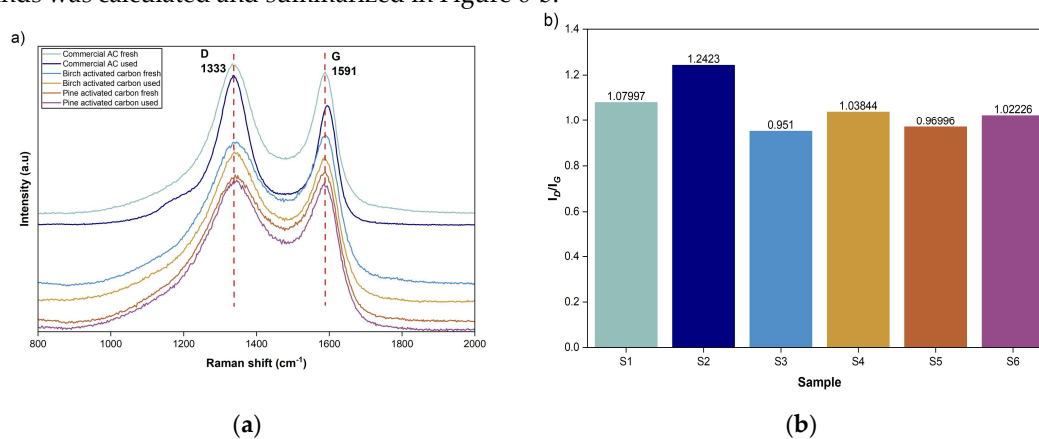 nds was calculated and summarized in Figure 6-b.
a)
D
1333
G
1591
Commercial AC fresh
Commercial AC used
Birch activated carbon fresh
Birch activated carbon used
Pine activated carbon fresh
Pine activated carbon used
Intensity (a.u)
800 1000 1200 1400 1600 1800 2000
Raman shift (cm⁻¹)
(a)
b)
1.4
1.2
1.0
0.8
0.6
0.4
0.2
0.0
I_D/I_G
1.07997
1.2423
0.951
1.03844
0.96996
1.02226
S1 S2 S3 S4 S5 S6
Sample
(b)